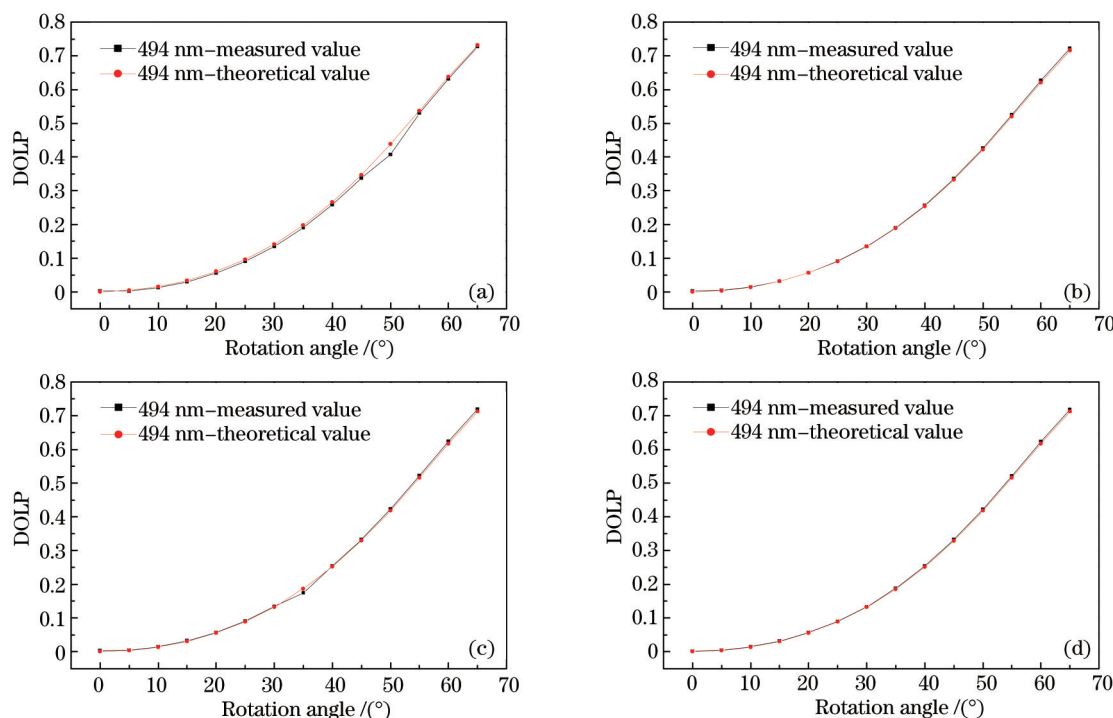 0.8
0.7
0.6
0.5
0.4
0.3
0.2
0.1
0
DOLP
494 nm–measured value
494 nm–theoretical value
(a)
0 10 20 30 40 50 60 70
Rotation angle /(°)
0.8
0.7
0.6
0.5
0.4
0.3
0.2
0.1
0
DOLP
494 nm–measured value
494 nm–theoretical value
(b)
0 10 20 30 40 50 60 70
Rotation angle /(°)
0.8
0.7
0.6
0.5
0.4
0.3
0.2
0.1
0
DOLP
494 nm–measured value
494 nm–theoretical value
(c)
0 10 20 30 40 50 60 70
Rotation angle /(°)
0.8
0.7
0.6
0.5
0.4
0.3
0.2
0.1
0
DOLP
494 nm–measured value
494 nm–theoretical value
(d)
0 10 20 30 40 50 60 70
Rotation angle /(°)